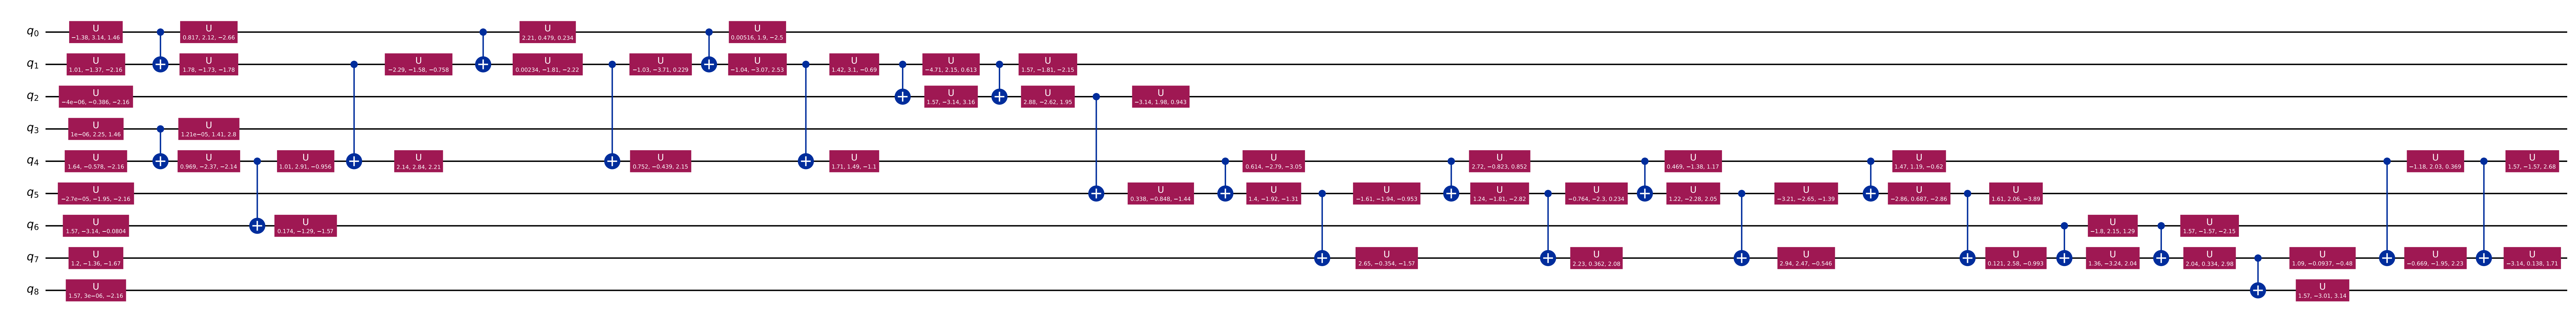 q0 U −1.38, 3.14, 1.46 U 0.817, 2.12, −2.66 U 2.21, 0.479, 0.234 U 0.00516, 1.9, −2.5
q1 U 1.01, −1.37, −2.16 U 1.78, −1.73, −1.78 U −2.29, −1.58, −0.758 U 0.00234, −1.81, −2.22 U −1.03, −3.71, 0.229 U −1.04, −3.07, 2.53 U 1.42, 3.1, −0.69 U −4.71, 2.15, 0.613 U 1.57, −1.81, −2.15
q2 U −4e−06, −0.386, −2.16 U 1.57, −3.14, 3.16 U 2.88, −2.62, 1.95 U −3.14, 1.98, 0.943
q3 U 1e−06, 2.25, 1.46 U 1.21e−05, 1.41, 2.8
q4 U 1.64, −0.578, −2.16 U 0.969, −2.37, −2.14 U 1.01, 2.91, −0.956 U 2.14, 2.84, 2.21 U 0.752, −0.439, 2.15 U 1.71, 1.49, −1.1 U 0.614, −2.79, −3.05 U 2.72, −0.823, 0.852 U 0.469, −1.38, 1.17 U 1.47, 1.19, −0.62 U −1.18, 2.03, 0.369 U 1.57, −1.57, 2.68
q5 U −2.7e−05, −1.95, −2.16 U 0.338, −0.848, −1.44 U 1.4, −1.92, −1.31 U −1.61, −1.94, −0.953 U 1.24, −1.81, −2.82 U −0.764, −2.3, 0.234 U 1.22, −2.28, 2.05 U −3.21, −2.65, −1.39 U −2.86, 0.687, −2.86 U 1.61, 2.06, −3.89
q6 U 1.57, −3.14, −0.0804 U 0.174, −1.29, −1.57 U −1.8, 2.15, 1.29 U 1.57, −1.57, −2.15
q7 U 1.2, −1.36, −1.67 U 2.65, −0.354, −1.57 U 2.23, 0.362, 2.08 U 2.94, 2.47, −0.546 U 0.121, 2.58, −0.993 U 1.36, −3.24, 2.04 U 2.04, 0.334, 2.98 U 1.09, −0.0937, −0.48 U −0.669, −1.95, 2.23 U −3.14, 0.138, 1.71
q8 U 1.57, 3e−06, −2.16 U 1.57, −3.01, 3.14